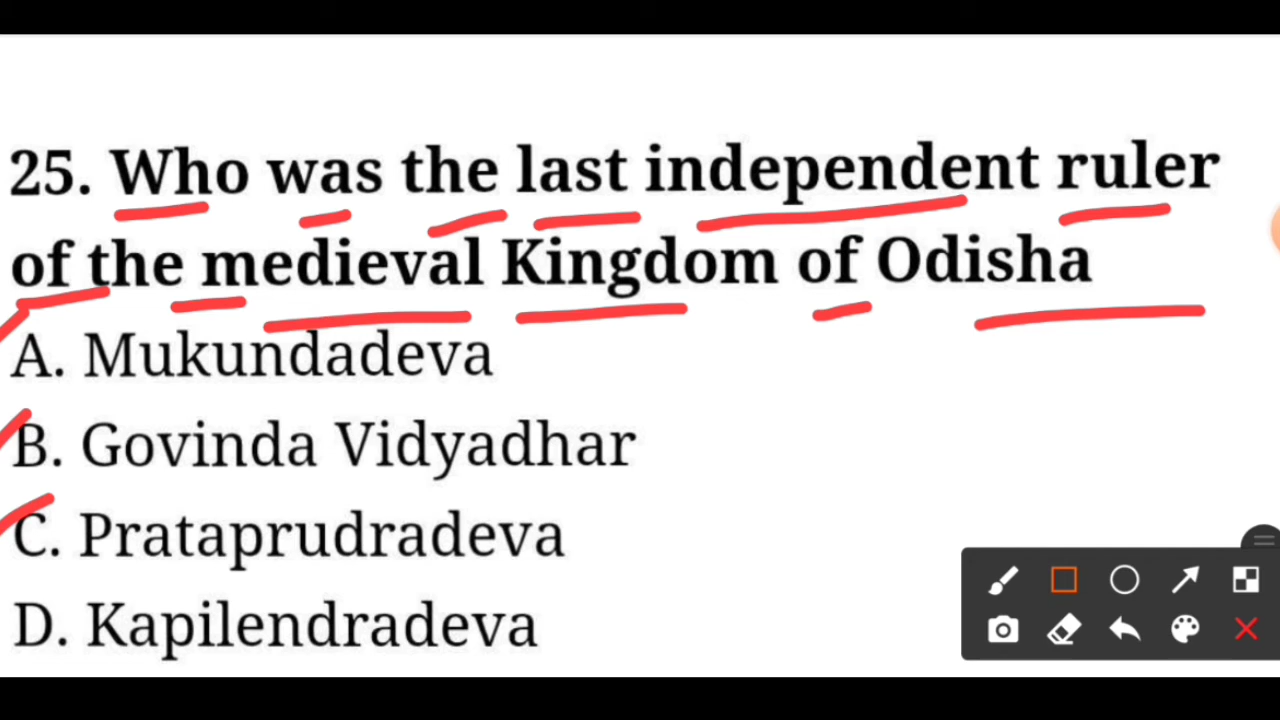 25. Who was the last independent ruler
of the medieval Kingdom of Odisha
A. Mukundadeva
B. Govinda Vidyadhar
C. Prataprudradeva
D. Kapilendradeva